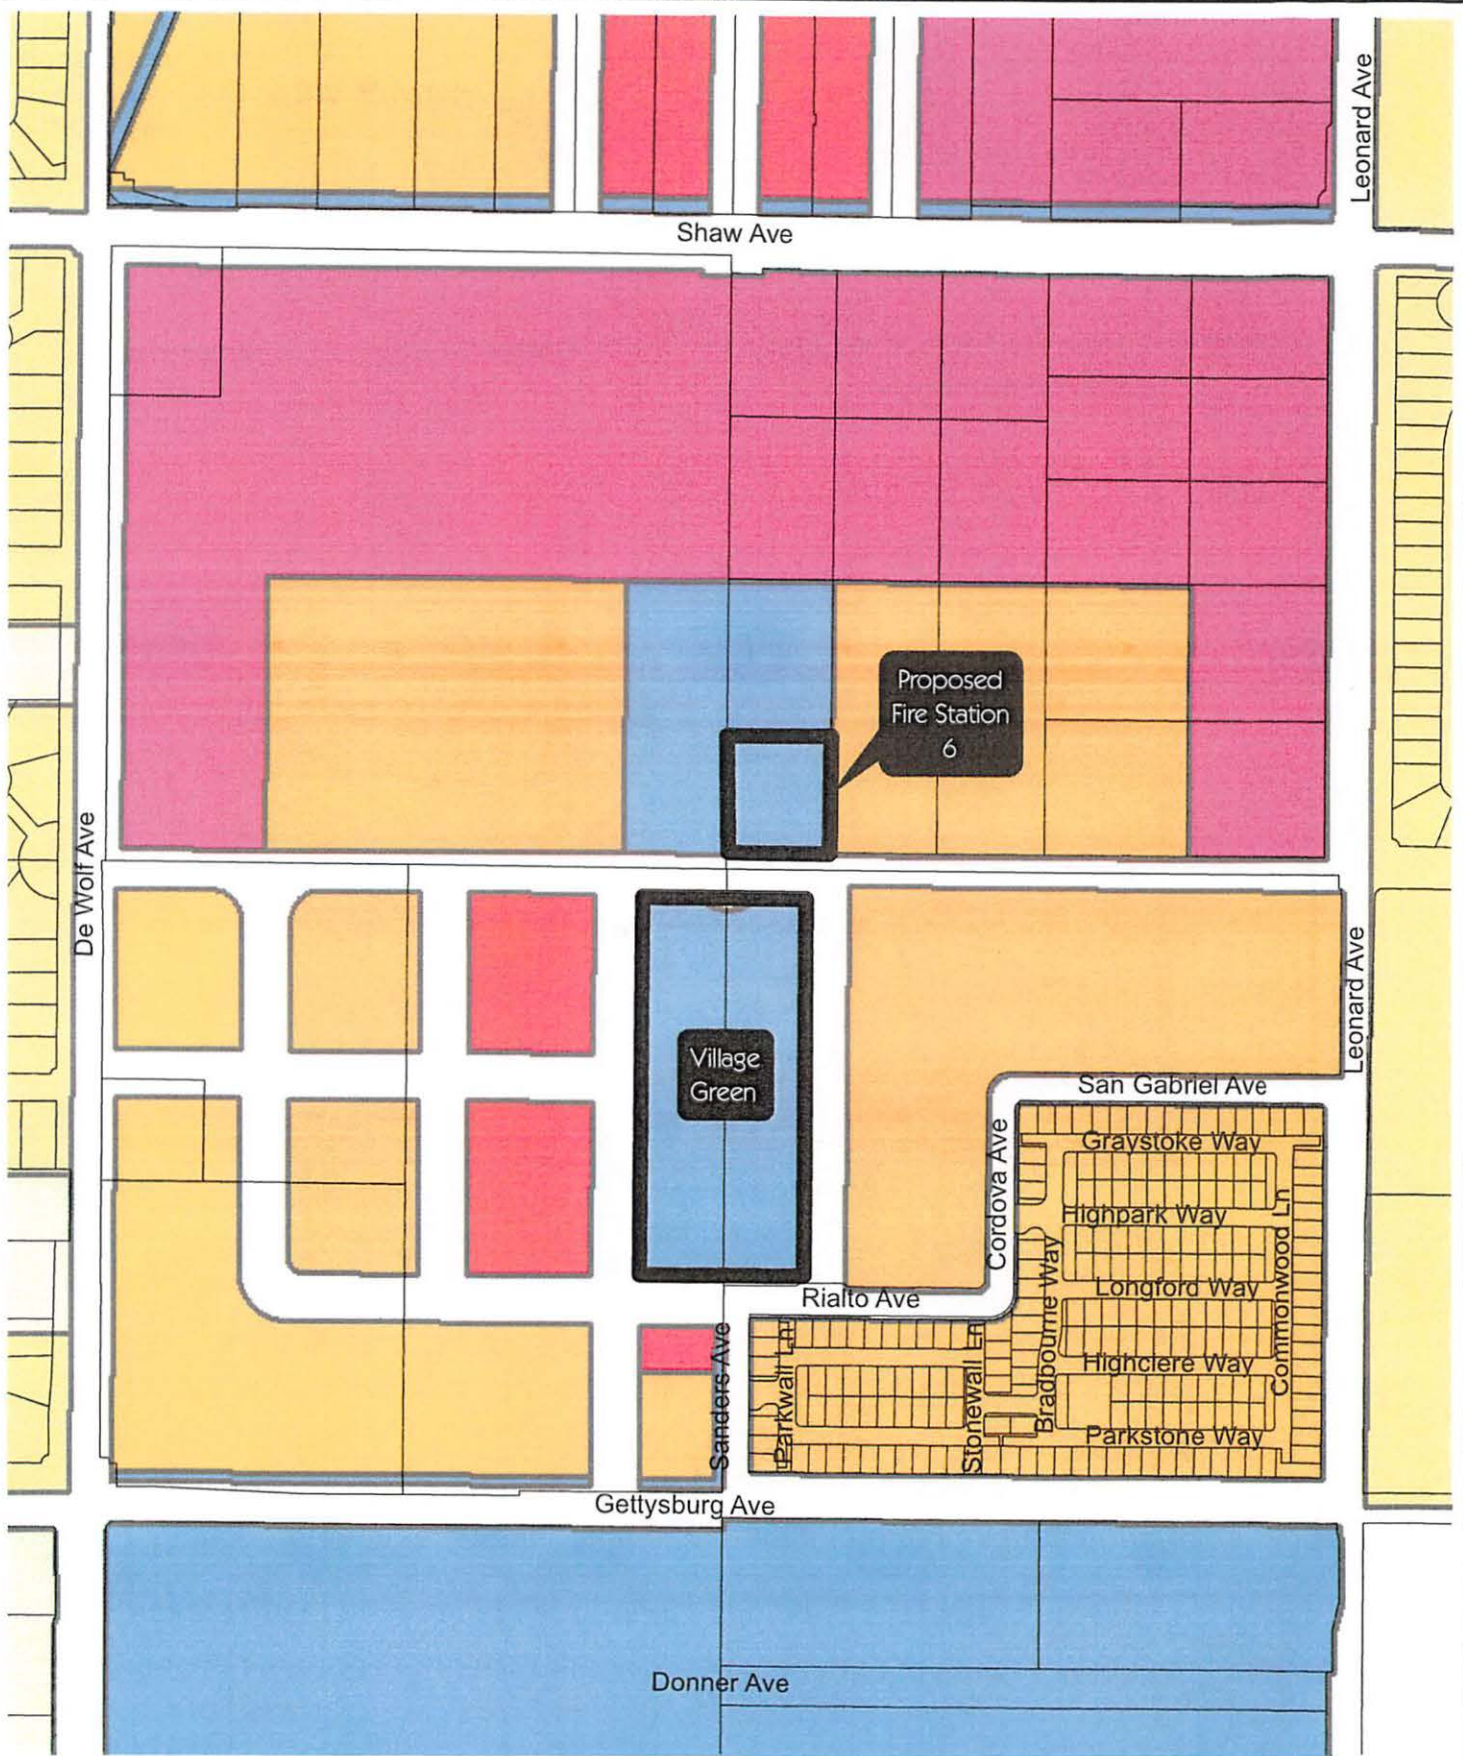 Leonard Ave
Shaw Ave
Proposed
Fire Station
6
De Wolf Ave
Leonard Ave
Village
Green
San Gabriel Ave
Graystoke Way
Cordova Ave
Highpark Way
Commonwood Ln
Longford Way
Bradbourne Way
Rialto Ave
Highclere Way
Sanders Ave
Parkwall Ln
Stonewall Ln
Parkstone Way
Gettysburg Ave
Donner Ave